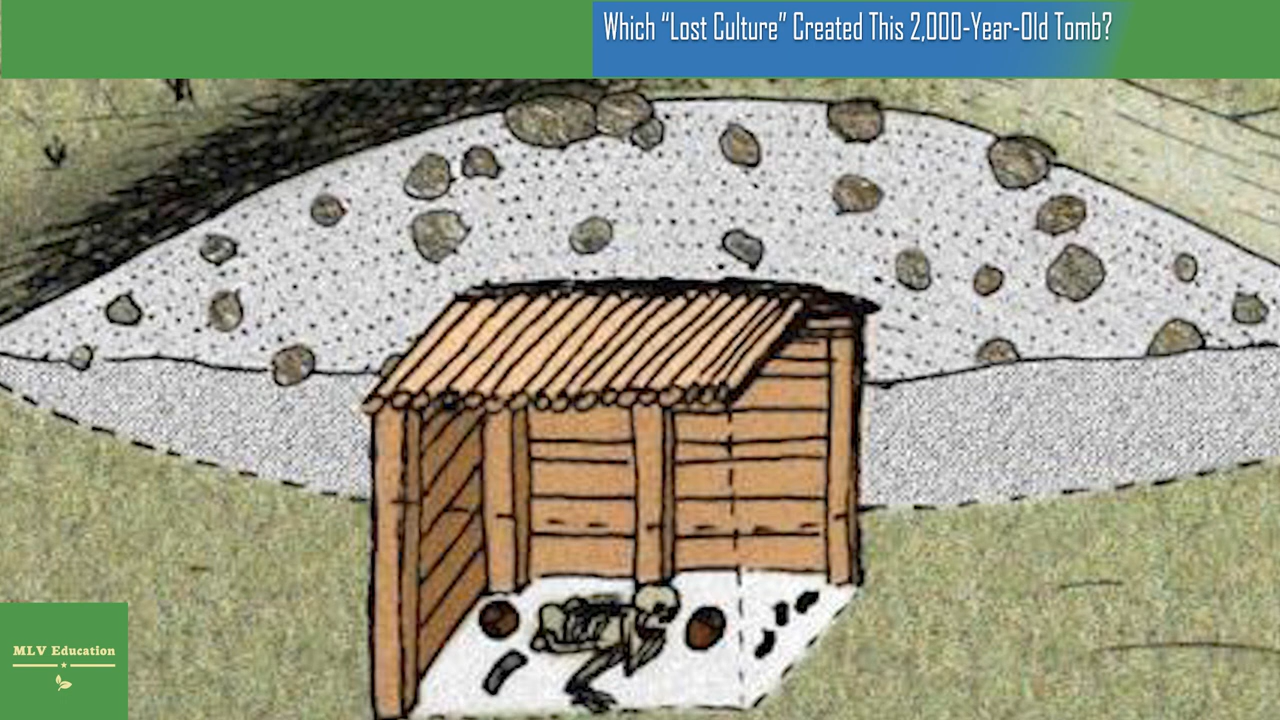 Which “Lost Culture” Created This 2,000-Year-Old Tomb?
MLV Education